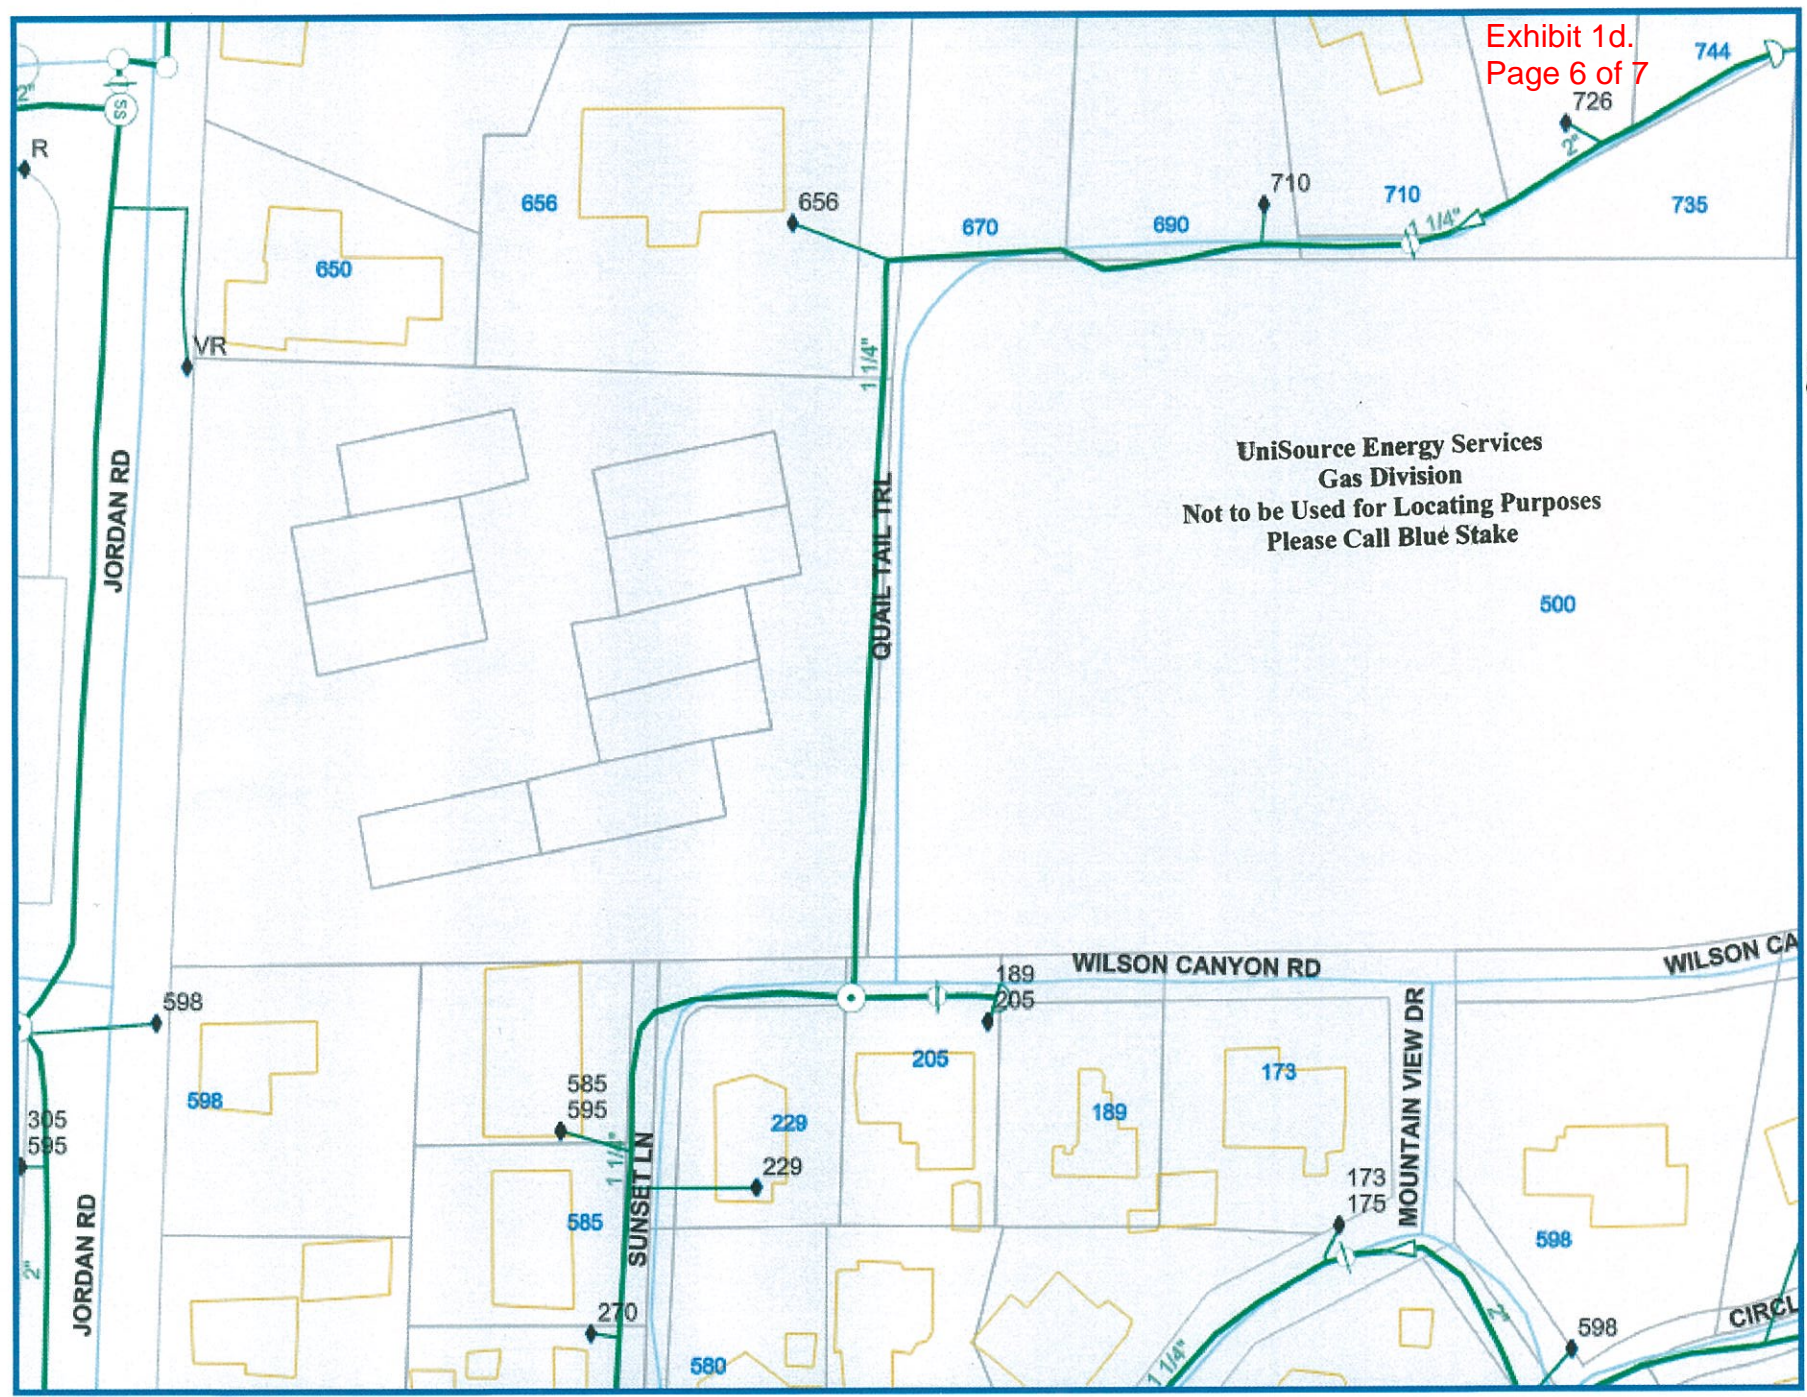 Exhibit 1d.
Page 6 of 7
744
726
2"
SS
2"
R
656
656
710
710
1 1/4"
735
670
690
650
VR
1 1/4"
JORDAN RD
QUAIL TAIL TRL
UniSource Energy Services
Gas Division
Not to be Used for Locating Purposes
Please Call Blue Stake
500
WILSON CANYON RD
WILSON CA
189
205
598
598
585
595
205
173
189
229
229
MOUNTAIN VIEW DR
305
595
1 1/4"
SUNSET LN
585
173
175
598
2"
JORDAN RD
270
580
1 1/4"
2"
598
CIRCL